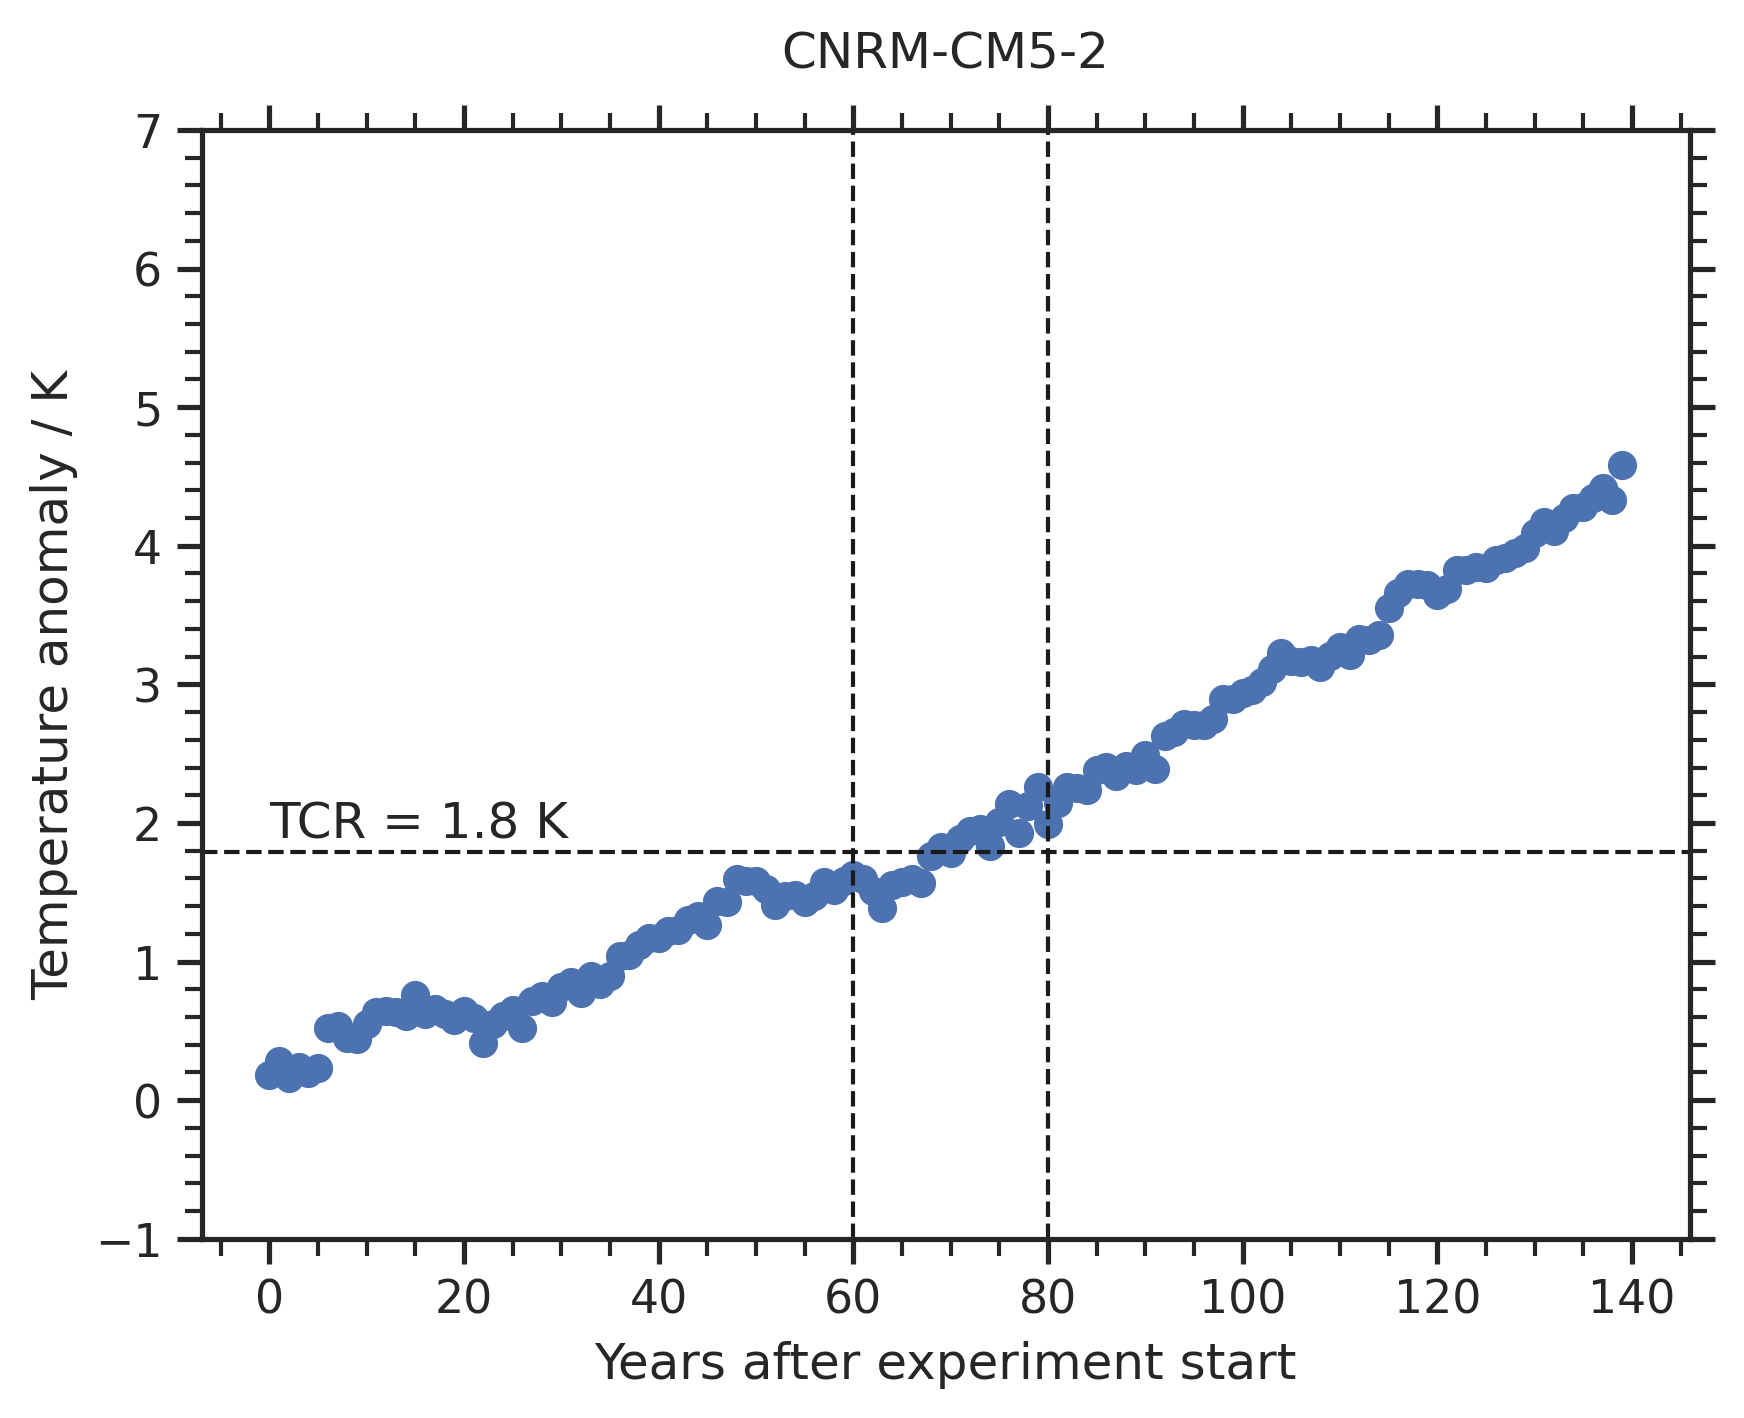 CNRM-CM5-2
7
6
5
4
3
2
1
0
−1
Temperature anomaly / K
TCR = 1.8 K
0 20 40 60 80 100 120 140
Years after experiment start